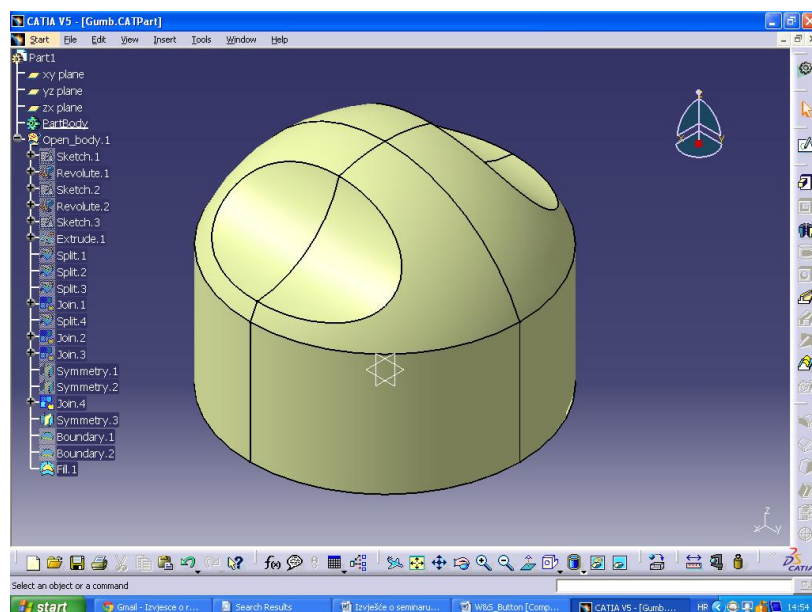 CATIA V5 - [Gumb.CATPart]
Start File Edit View Insert Tools Window Help
Part1
xy plane
yz plane
zx plane
PartBody
Open_body.1
Sketch.1
Revolute.1
Sketch.2
Revolute.2
Sketch.3
Extrude.1
Split.1
Split.2
Split.3
Join.1
Split.4
Join.2
Join.3
Symmetry.1
Symmetry.2
Join.4
Symmetry.3
Boundary.1
Boundary.2
Fill.1
z
f(x)
CATIA
Select an object or a command
start Gmail - Izvjesce o r... Search Results Izvješće o seminaru... W&S_Button [Comp... CATIA V5 - [Gumb.... HR 14:56